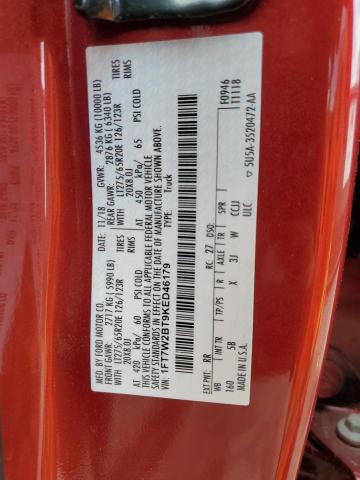 MFD. BY FORD MOTOR CO.
DATE: 11/18 GVWR: 4536 KG (10000 LB)
FRONT GAWR: 2717 KG (5990 LB) REAR GAWR: 2876 KG (6340 LB)
WITH LT275/65R20E 126/123R TIRES WITH LT275/65R20E 126/123R TIRES
20X8.0J RIMS 20X8.0J RIMS
AT 420 kPa/ 60 PSI COLD AT 450 kPa/ 65 PSI COLD
THIS VEHICLE CONFORMS TO ALL APPLICABLE FEDERAL MOTOR VEHICLE
SAFETY STANDARDS IN EFFECT ON THE DATE OF MANUFACTURE SHOWN ABOVE.
VIN: 1FT7W2BT9KED46179
TYPE: Truck
F0946
T1118
EXT PNT: RR RC: 27 DSO:
WB INT TR TP/PS R AXLE TR SPR
160 5B X 3J W CCJJ
ULC
▽ 5U5A-3520472-AA